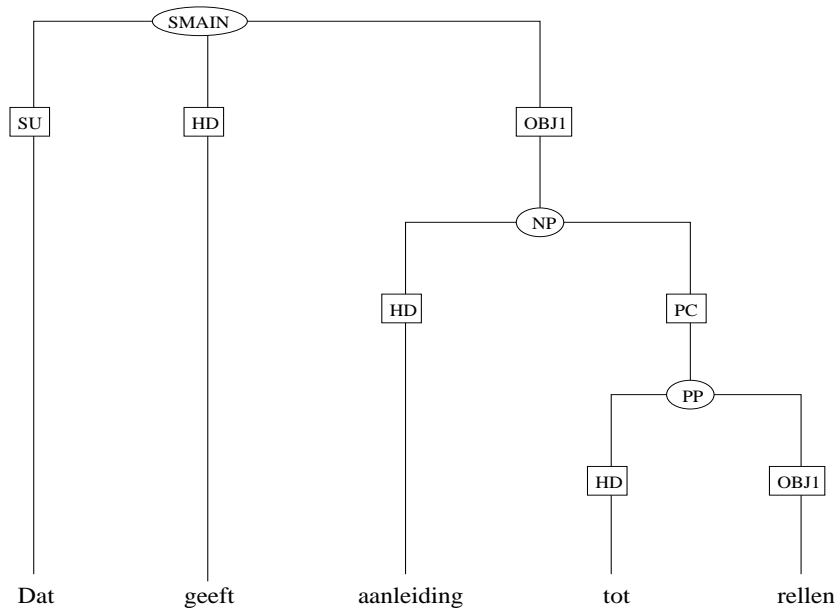 SMAIN
SU HD OBJ1
NP
HD PC
PP
HD OBJ1
Dat geeft aanleiding tot rellen